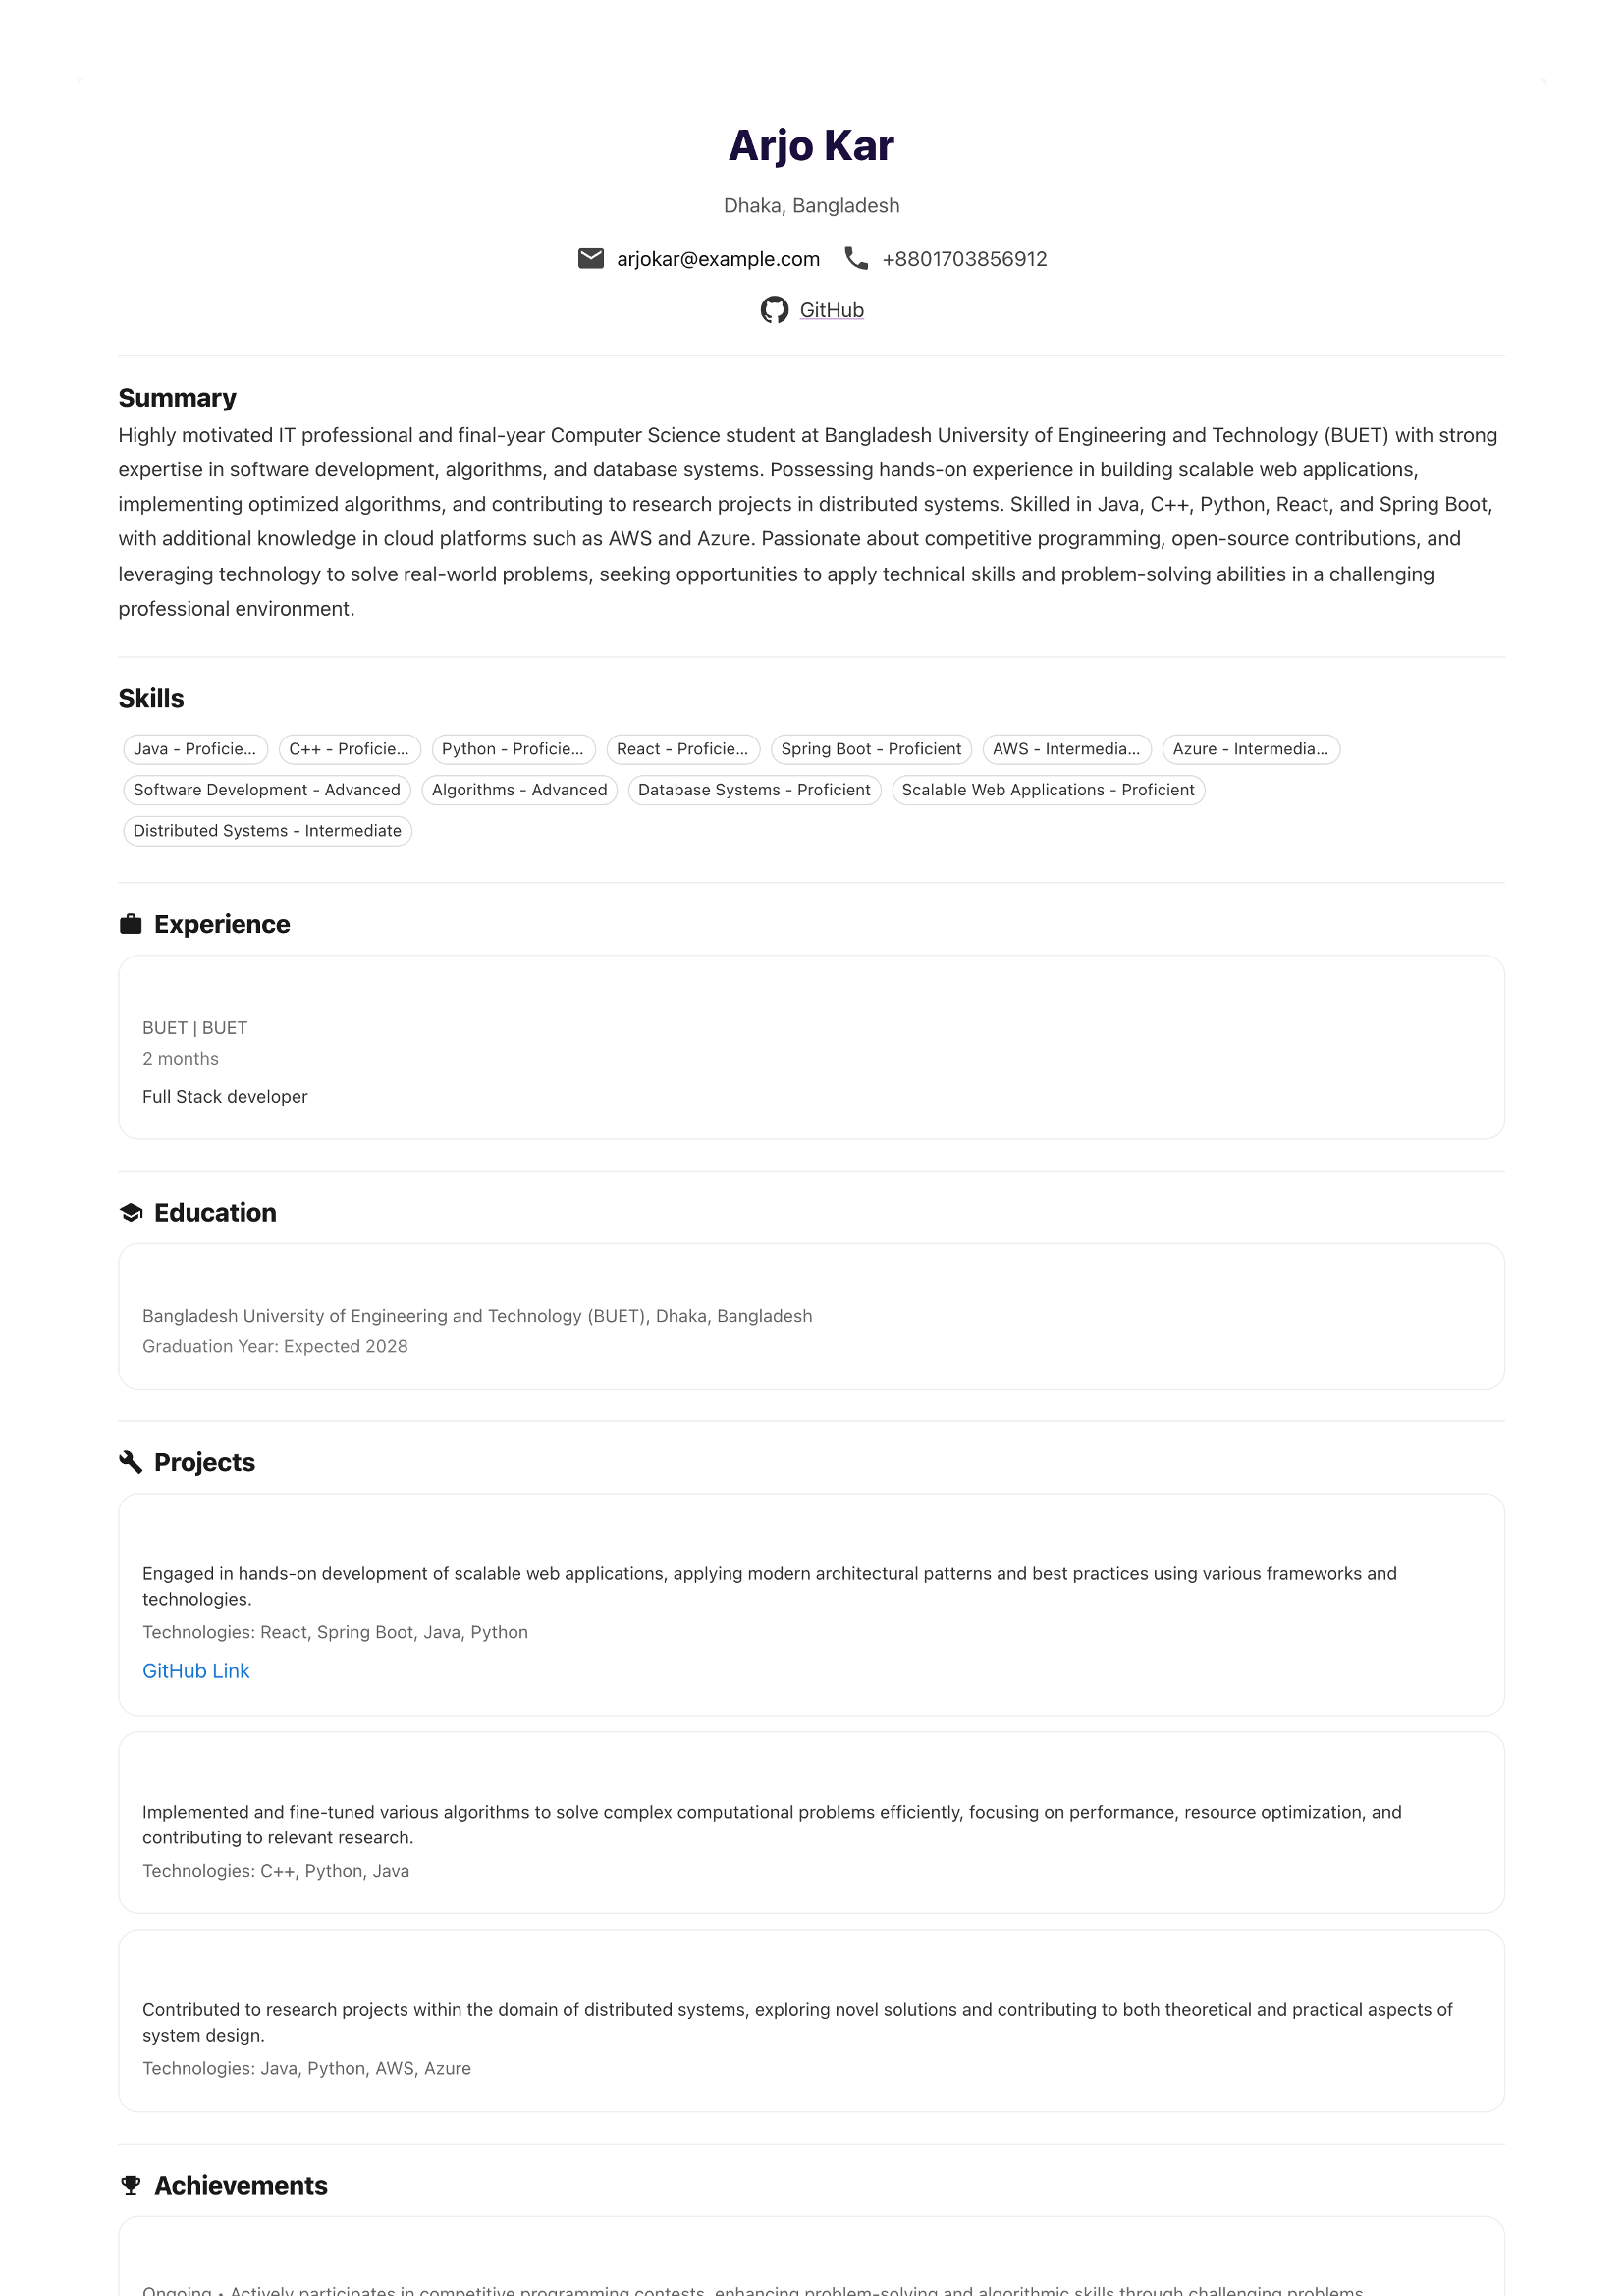 Arjo Kar
Dhaka, Bangladesh
arjokar@example.com +8801703856912
GitHub
Summary
Highly motivated IT professional and final-year Computer Science student at Bangladesh University of Engineering and Technology (BUET) with strong
expertise in software development, algorithms, and database systems. Possessing hands-on experience in building scalable web applications,
implementing optimized algorithms, and contributing to research projects in distributed systems. Skilled in Java, C++, Python, React, and Spring Boot,
with additional knowledge in cloud platforms such as AWS and Azure. Passionate about competitive programming, open-source contributions, and
leveraging technology to solve real-world problems, seeking opportunities to apply technical skills and problem-solving abilities in a challenging
professional environment.
Skills
Java - Proficie... C++ - Proficie... Python - Proficie... React - Proficie... Spring Boot - Proficient AWS - Intermedia... Azure - Intermedia...
Software Development - Advanced Algorithms - Advanced Database Systems - Proficient Scalable Web Applications - Proficient
Distributed Systems - Intermediate
Experience
BUET | BUET
2 months
Full Stack developer
Education
Bangladesh University of Engineering and Technology (BUET), Dhaka, Bangladesh
Graduation Year: Expected 2028
Projects
Engaged in hands-on development of scalable web applications, applying modern architectural patterns and best practices using various frameworks and
technologies.
Technologies: React, Spring Boot, Java, Python
GitHub Link
Implemented and fine-tuned various algorithms to solve complex computational problems efficiently, focusing on performance, resource optimization, and
contributing to relevant research.
Technologies: C++, Python, Java
Contributed to research projects within the domain of distributed systems, exploring novel solutions and contributing to both theoretical and practical aspects of
system design.
Technologies: Java, Python, AWS, Azure
Achievements
Ongoing • Actively participates in competitive programming contests, enhancing problem-solving and algorithmic skills through challenging problems.